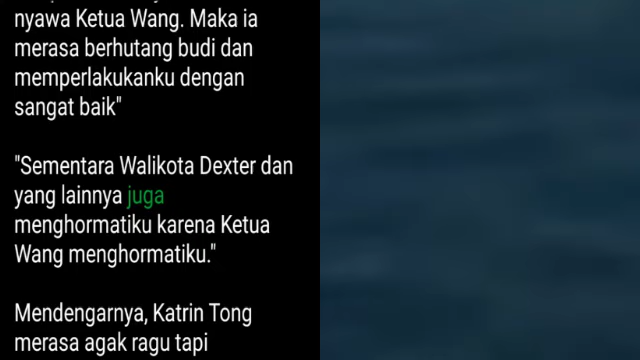 nyawa Ketua Wang. Maka ia
merasa berhutang budi dan
memperlakukanku dengan
sangat baik"
"Sementara Walikota Dexter dan
yang lainnya juga
menghormatiku karena Ketua
Wang menghormatiku."
Mendengarnya, Katrin Tong
merasa agak ragu tapi